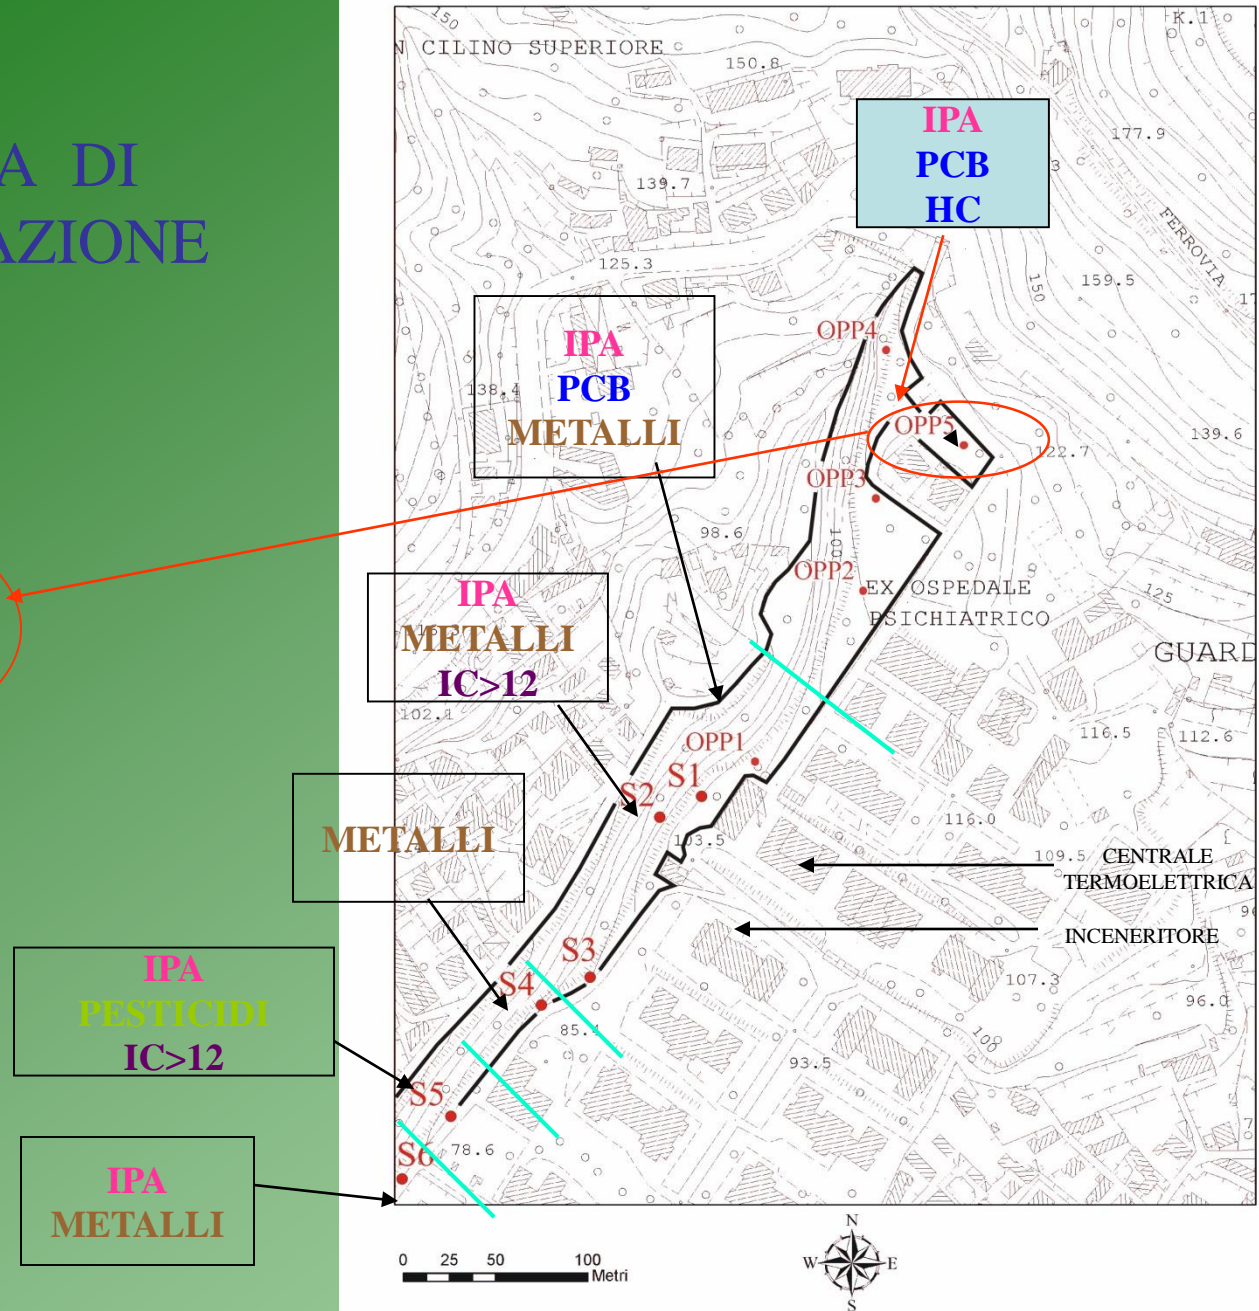 A DI
AZIONE
150
N CILINO SUPERIORE
150.8
K.1
177.9
IPA
PCB
HC
139.7
FERROVIA
125.3
150
159.5
IPA
PCB
METALLI
138.4
OPP4
OPP5
139.6
122.7
OPP3
98.6
100
OPP2
EX OSPEDALE
PSICHIATRICO
125
GUARD
IPA
METALLI
IC>12
102.1
OPP1
116.5
112.6
S1
S2
116.0
103.5
METALLI
109.5
CENTRALE
TERMOELETTRICA
INCENERITORE
S3
S4
107.3
96.0
85.4
100
93.5
IPA
PESTICIDI
IC>12
S5
S6
78.6
IPA
METALLI
0 25 50 100
Metri
N
W E
S